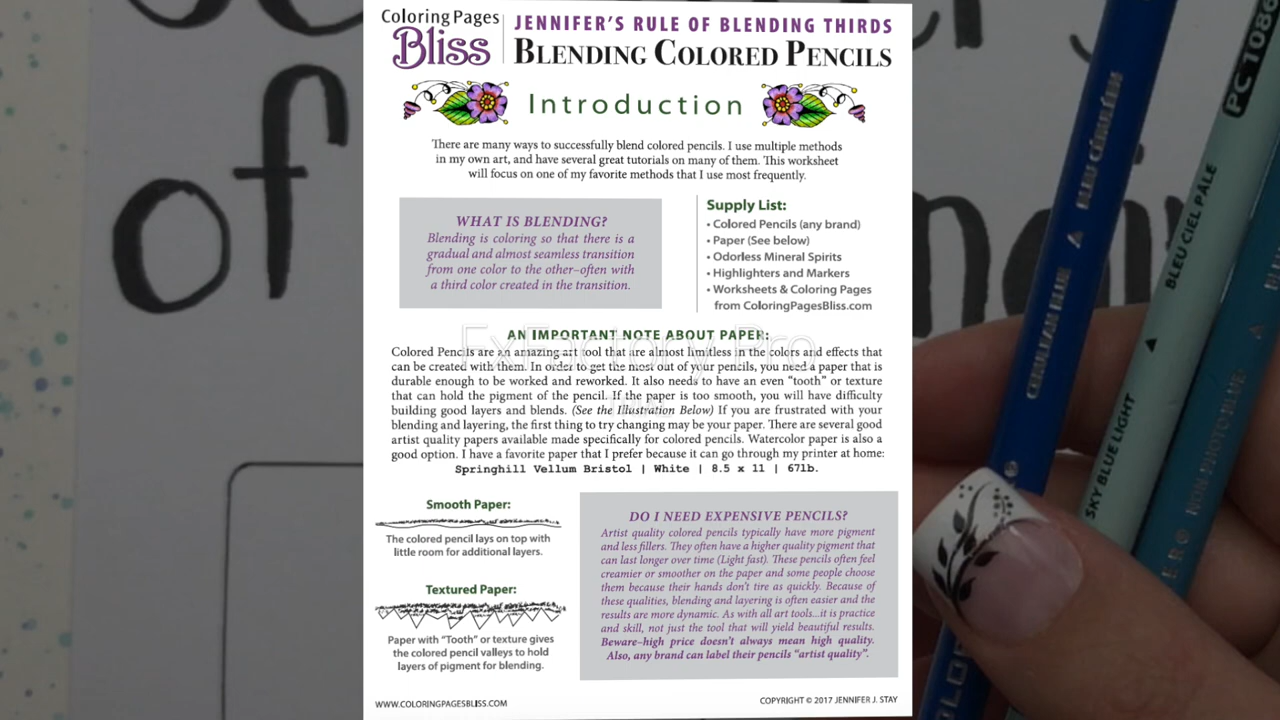 Coloring Pages
Bliss
JENNIFER'S RULE OF BLENDING THIRDS
BLENDING COLORED PENCILS
Introduction
There are many ways to successfully blend colored pencils. I use multiple methods
in my own art, and have several great tutorials on many of them. This worksheet
will focus on one of my favorite methods that I use most frequently.
WHAT IS BLENDING?
Blending is coloring so that there is a
gradual and almost seamless transition
from one color to the other–often with
a third color created in the transition.
Supply List:
• Colored Pencils (any brand)
• Paper (See below)
• Odorless Mineral Spirits
• Highlighters and Markers
• Worksheets & Coloring Pages
from ColoringPagesBliss.com
AN IMPORTANT NOTE ABOUT PAPER:
Colored Pencils are an amazing art tool that are almost limitless in the colors and effects that
can be created with them. In order to get the most out of your pencils, you need a paper that is
durable enough to be worked and reworked. It also needs to have an even "tooth" or texture
that can hold the pigment of the pencil. If the paper is too smooth, you will have difficulty
building good layers and blends. (See the Illustration Below) If you are frustrated with your
blending and layering, the first thing to try changing may be your paper. There are several good
artist quality papers available made specifically for colored pencils. Watercolor paper is also a
good option. I have a favorite paper that I prefer because it can go through my printer at home:
Springhill Vellum Bristol | White | 8.5 x 11 | 67lb.
FxFactory Pro
Smooth Paper:
The colored pencil lays on top with
little room for additional layers.
Textured Paper:
Paper with "Tooth" or texture gives
the colored pencil valleys to hold
layers of pigment for blending.
DO I NEED EXPENSIVE PENCILS?
Artist quality colored pencils typically have more pigment
and less fillers. They often have a higher quality pigment that
can last longer over time (Light fast). These pencils often feel
creamier or smoother on the paper and some people choose
them because their hands don't tire as quickly. Because of
these qualities, blending and layering is often easier and the
results are more dynamic. As with all art tools...it is practice
and skill, not just the tool that will yield beautiful results.
Beware–high price doesn't always mean high quality.
Also, any brand can label their pencils "artist quality".
WWW.COLORINGPAGESBLISS.COM
COPYRIGHT © 2017 JENNIFER J. STAY
of
CERULEAN BLUE ▲ BLEU CÉRULÉEN
SKY BLUE LIGHT ▲ BLEU CIEL PÂLE
PC 1086
NON-PHOTO BLUE